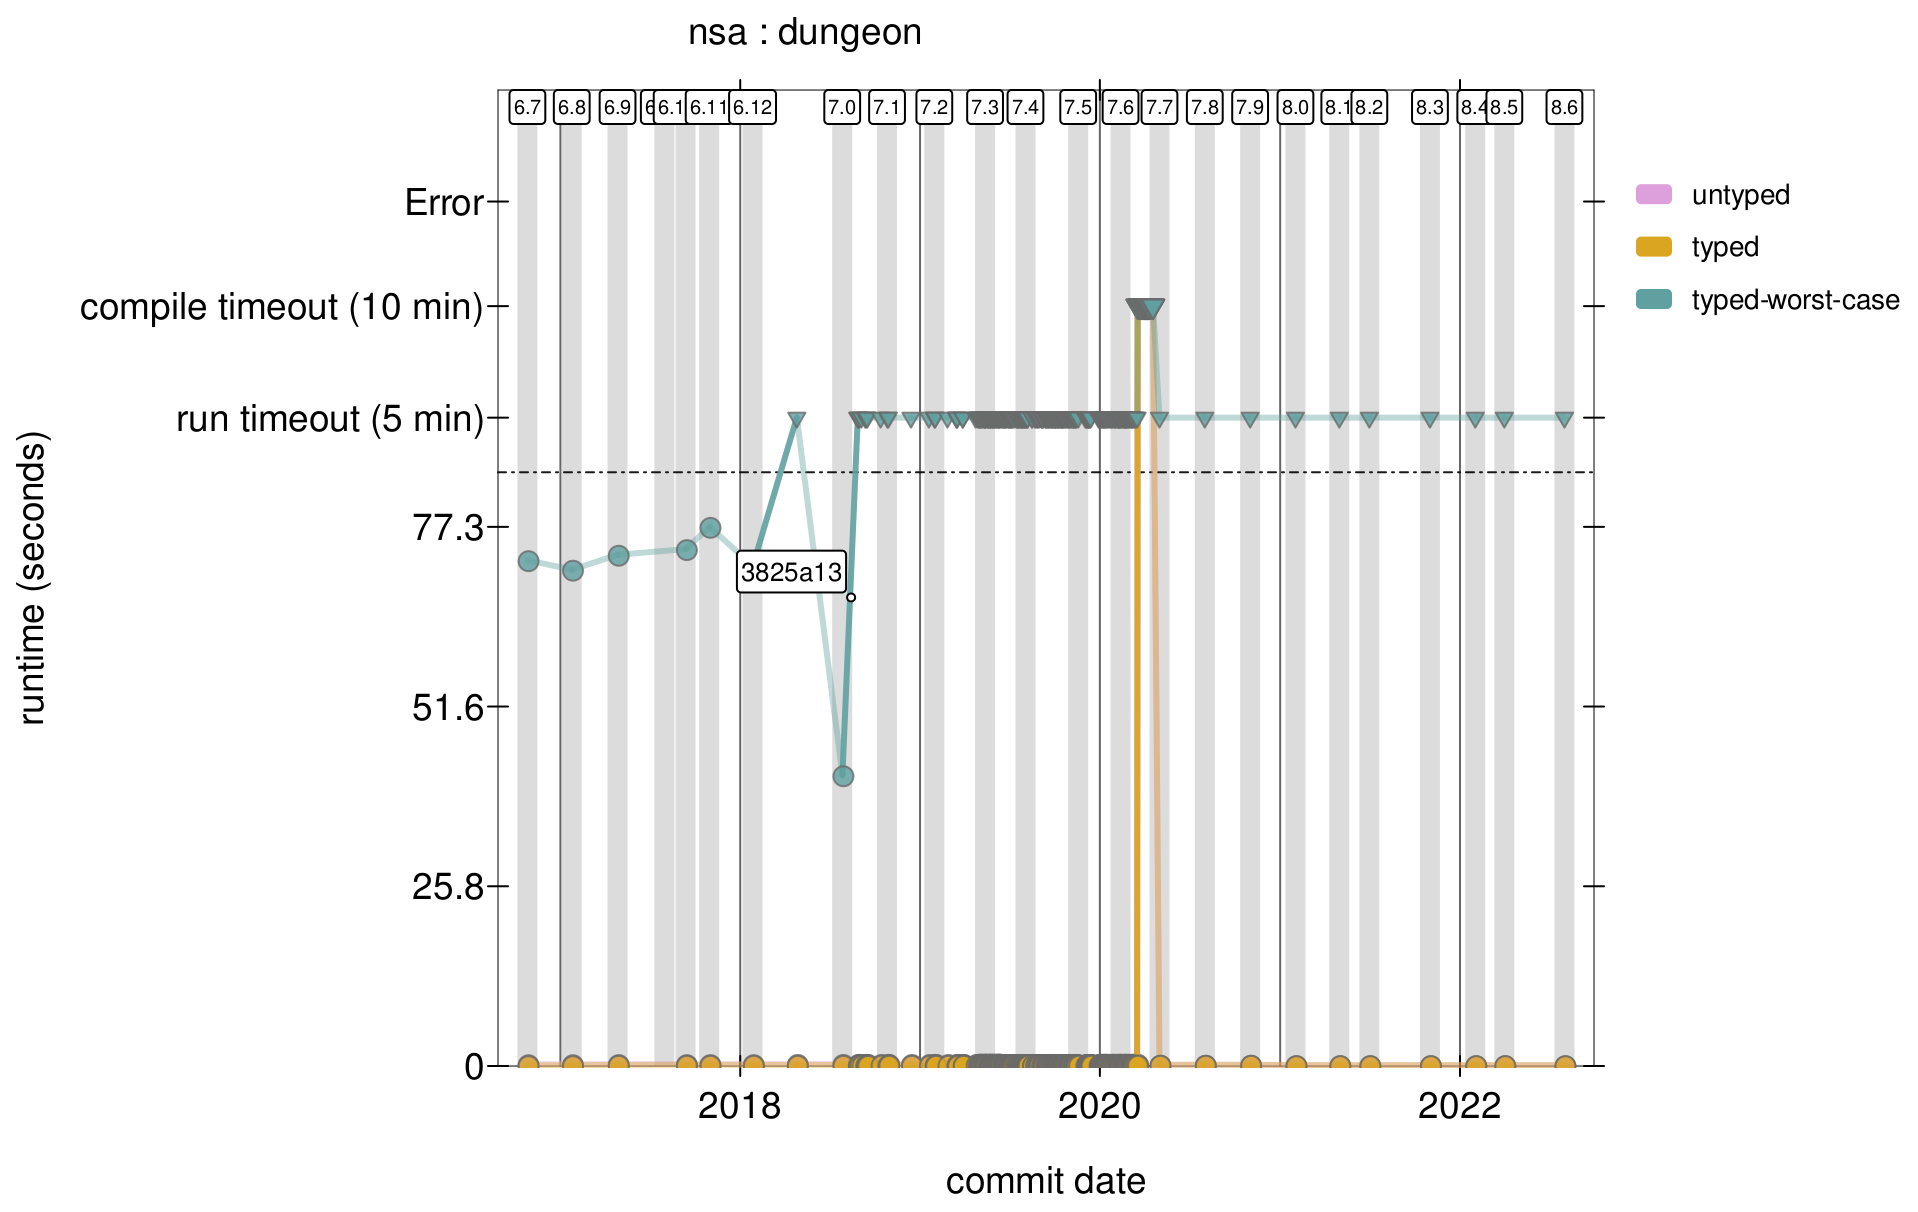 nsa : dungeon
6.7 6.8 6.9 6.1 6.11 6.12 7.0 7.1 7.2 7.3 7.4 7.5 7.6 7.7 7.8 7.9 8.0 8.1 8.2 8.3 8.4 8.5 8.6
Error
compile timeout (10 min)
run timeout (5 min)
77.3
51.6
25.8
0
runtime (seconds)
3825a13
2018 2020 2022
commit date
untyped
typed
typed-worst-case